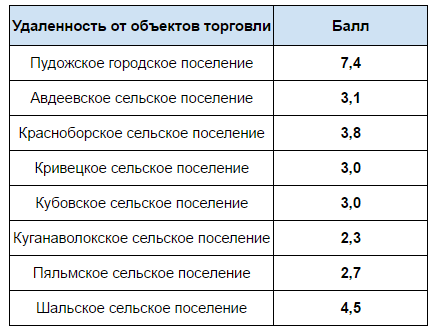 Удаленность от объектов торговли Балл
Пудожское городское поселение 7,4
Авдеевское сельское поселение 3,1
Красноборское сельское поселение 3,8
Кривецкое сельское поселение 3,0
Кубовское сельское поселение 3,0
Куганаволокское сельское поселение 2,3
Пяльмское сельское поселение 2,7
Шальское сельское поселение 4,5